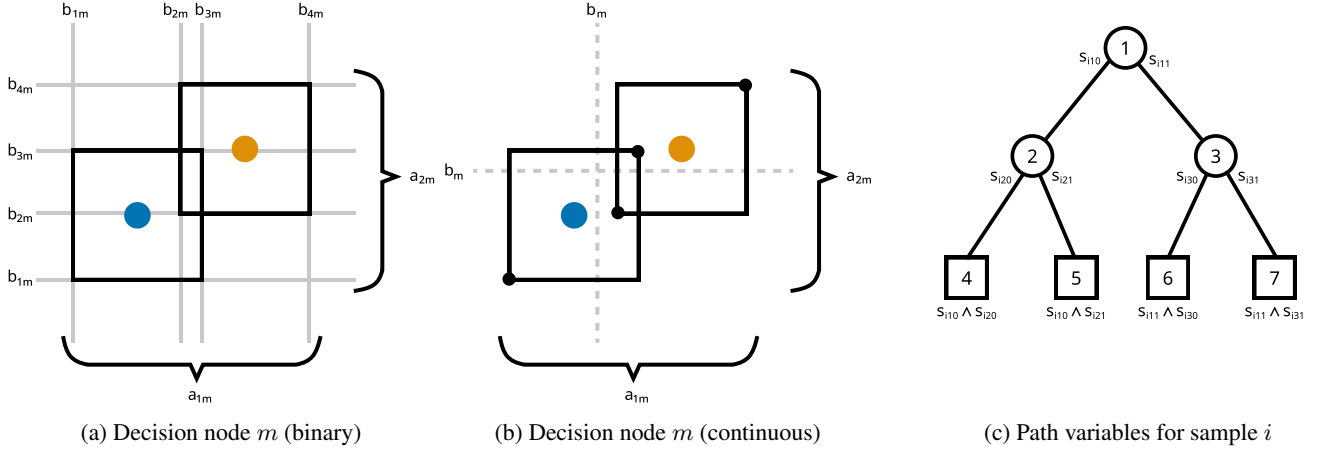 b1m b2m b3m b4m
b4m
b3m
b2m
b1m
a2m
a1m
(a) Decision node m (binary)
bm
bm
a2m
a1m
(b) Decision node m (continuous)
1
si10 si11
2 3
si20 si21 si30 si31
4 5 6 7
si10 ∧ si20 si10 ∧ si21 si11 ∧ si30 si11 ∧ si31
(c) Path variables for sample i